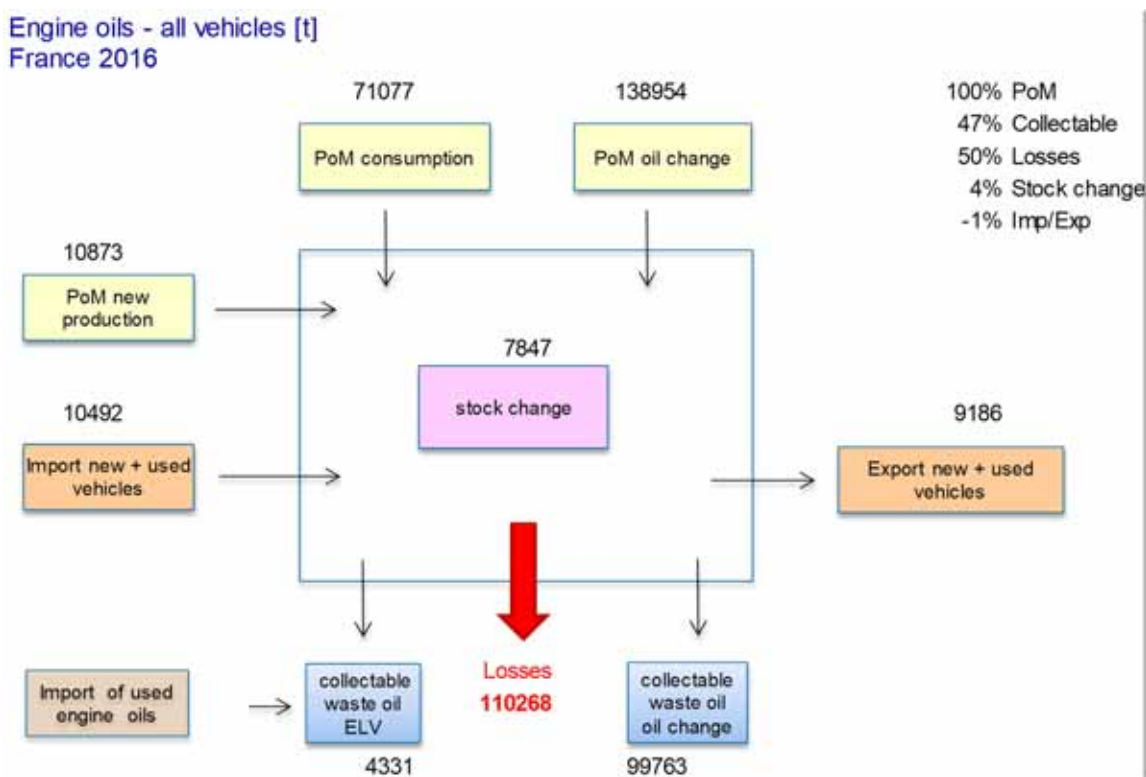 Engine oils - all vehicles [t]
France 2016
71077
138954
100% PoM
47% Collectable
50% Losses
4% Stock change
-1% Imp/Exp
PoM consumption
PoM oil change
10873
PoM new
production
7847
stock change
10492
Import new + used
vehicles
9186
Export new + used
vehicles
Import of used
engine oils
collectable
waste oil
ELV
4331
Losses
110268
collectable
waste oil
oil change
99763